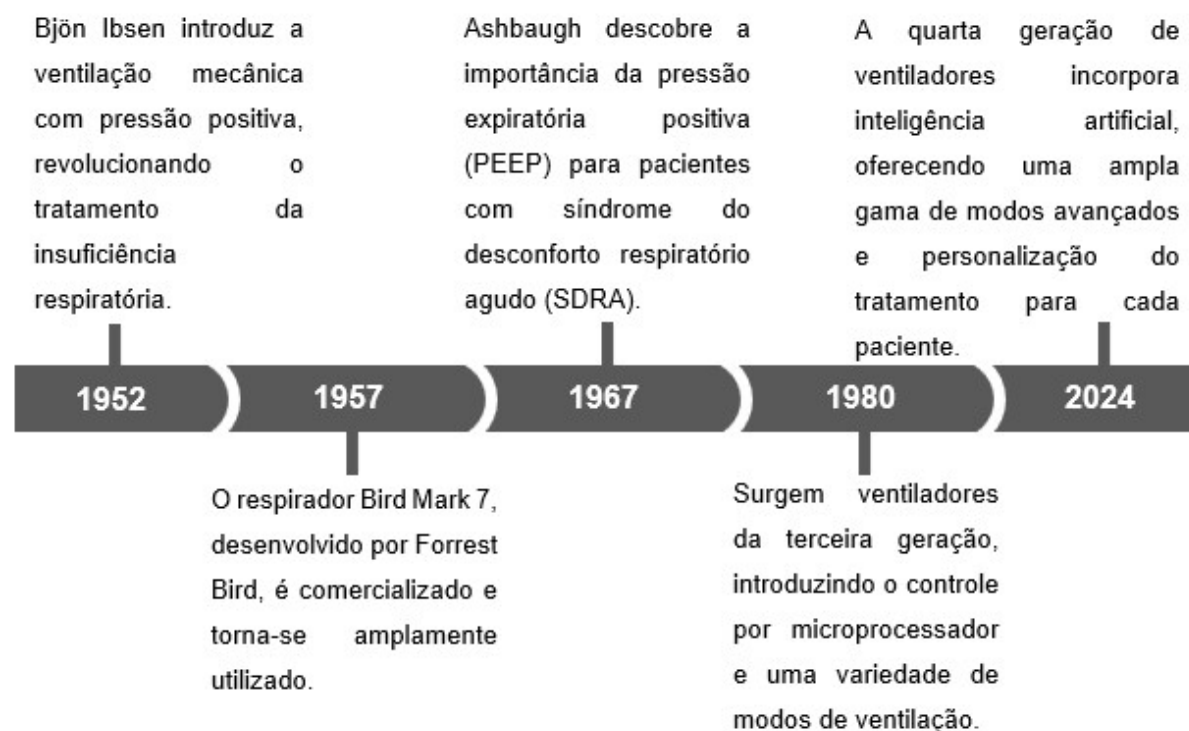 Bjön Ibsen introduz a
ventilação mecânica
com pressão positiva,
revolucionando o
tratamento da
insuficiência
respiratória.
Ashbaugh descobre a
importância da pressão
expiratória positiva
(PEEP) para pacientes
com síndrome do
desconforto respiratório
agudo (SDRA).
A quarta geração de
ventiladores incorpora
inteligência artificial,
oferecendo uma ampla
gama de modos avançados
e personalização do
tratamento para cada
paciente.
1952
1957
1967
1980
2024
O respirador Bird Mark 7,
desenvolvido por Forrest
Bird, é comercializado e
torna-se amplamente
utilizado.
Surgem ventiladores
da terceira geração,
introduzindo o controle
por microprocessador
e uma variedade de
modos de ventilação.